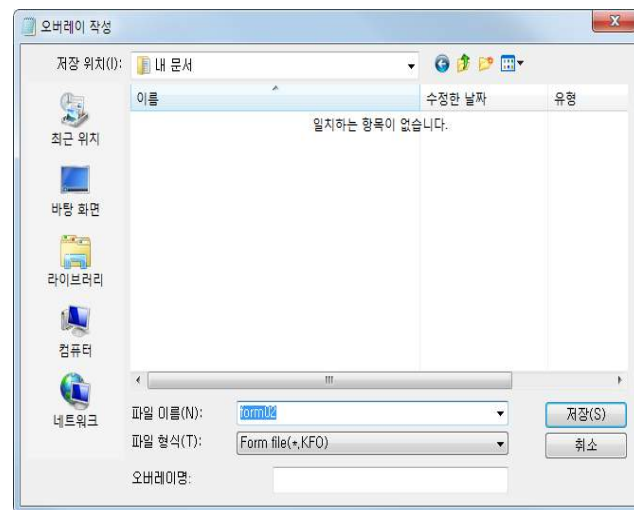 오버레이 작성
저장 위치(I): 내 문서
이름 수정한 날짜 유형
일치하는 항목이 없습니다.
최근 위치
바탕 화면
라이브러리
컴퓨터
네트워크
파일 이름(N): form02 저장(S)
파일 형식(T): Form file(*,KFO) 취소
오버레이명: